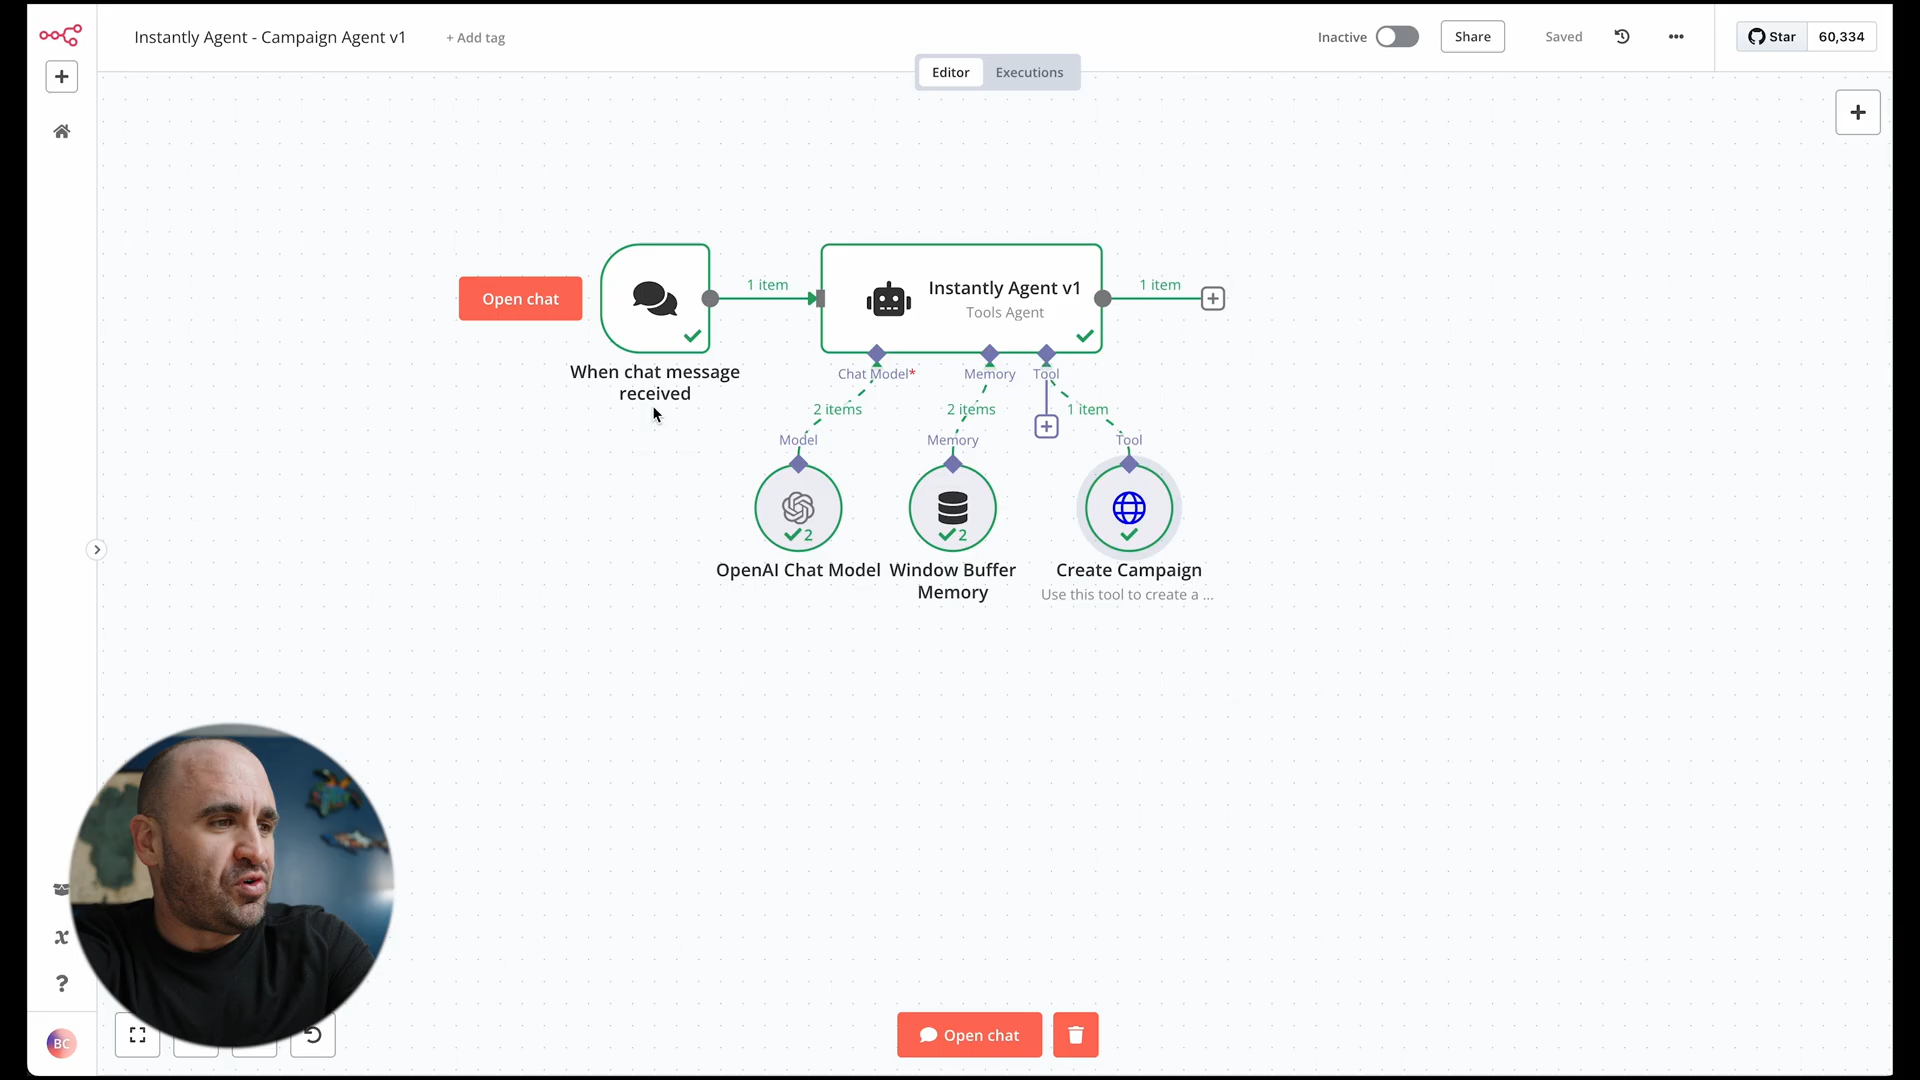 Instantly Agent - Campaign Agent v1
+ Add tag
Inactive
Share
Saved
Star
60,334
Editor
Executions
Open chat
1 item
Instantly Agent v1
Tools Agent
1 item
When chat message
received
Chat Model*
Memory
Tool
2 items
2 items
1 item
Model
Memory
Tool
2
2
OpenAI Chat Model
Window Buffer
Memory
Create Campaign
Use this tool to create a ...
x
?
BC
Open chat